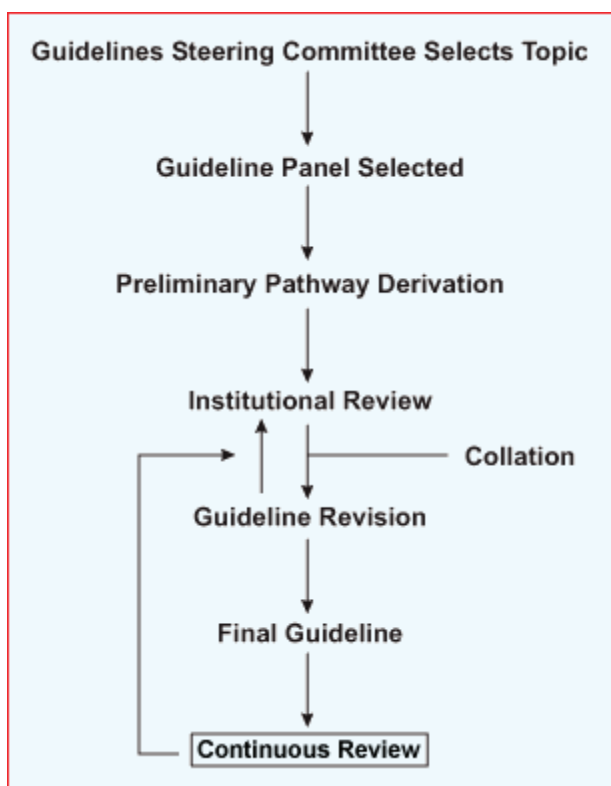 Guidelines Steering Committee Selects Topic
Guideline Panel Selected
Preliminary Pathway Derivation
Institutional Review
Collation
Guideline Revision
Final Guideline
Continuous Review